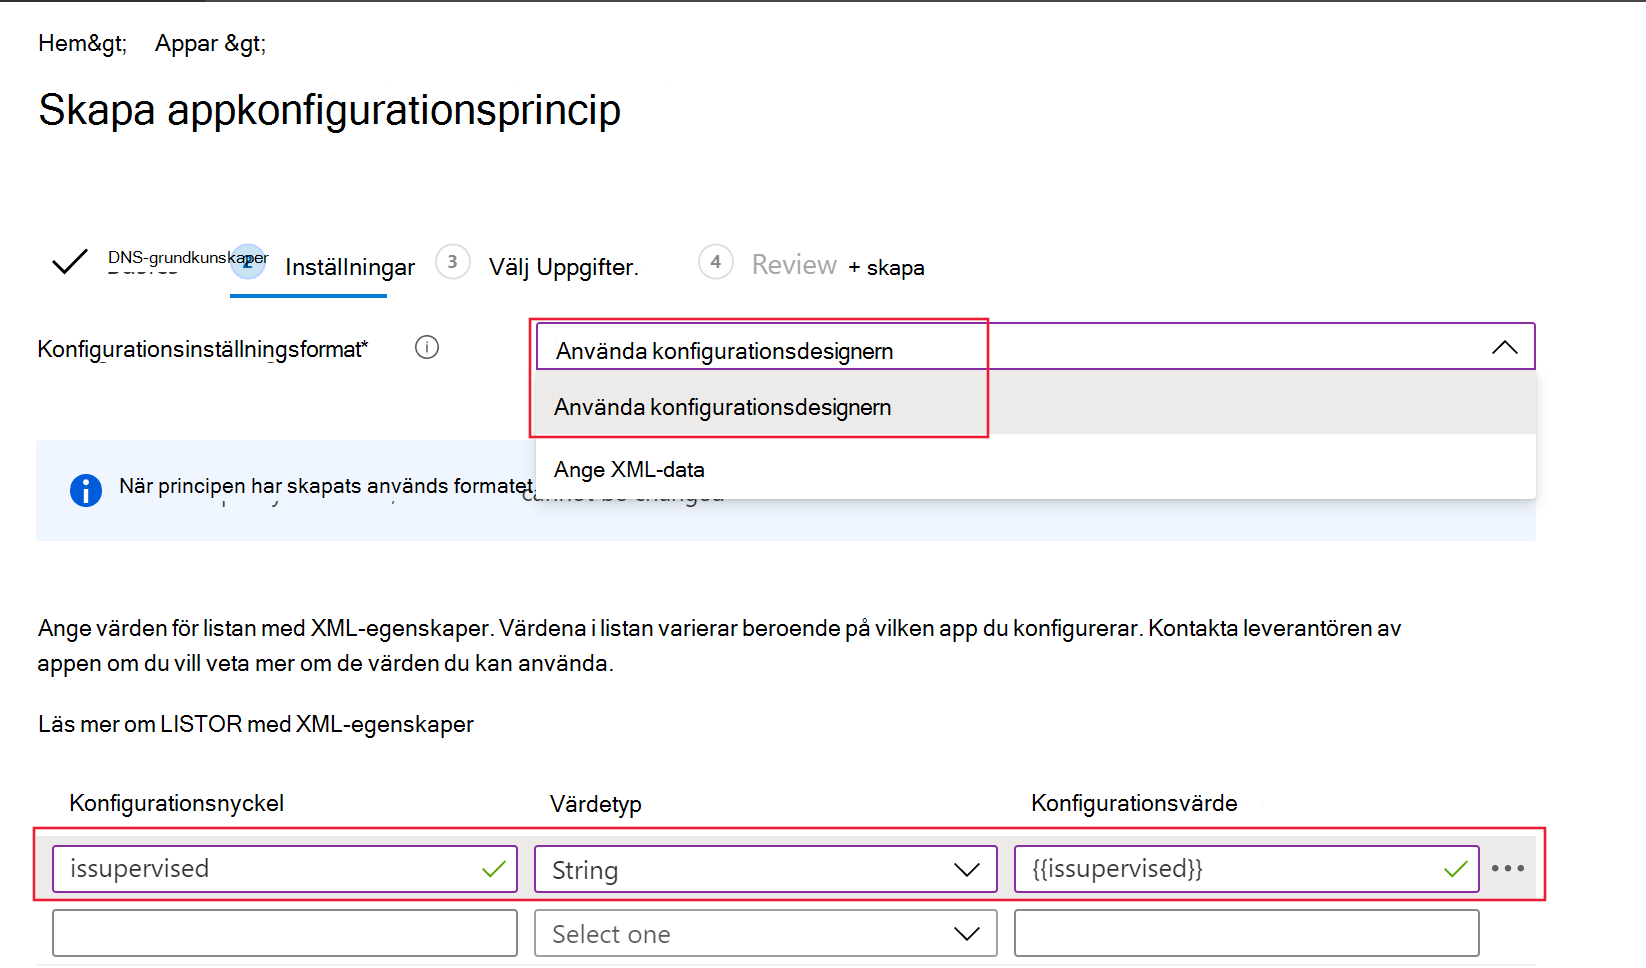 Hem&gt; Appar &gt;
Skapa appkonfigurationsprincip
DNS-grundkunskaper 2 Inställningar 3 Välj Uppgifter. 4 Review + skapa
Konfigurationsinställningsformat*
Använda konfigurationsdesignern
Använda konfigurationsdesignern
Ange XML-data
När principen har skapats används formatet. cannot be changed
Ange värden för listan med XML-egenskaper. Värdena i listan varierar beroende på vilken app du konfigurerar. Kontakta leverantören av
appen om du vill veta mer om de värden du kan använda.
Läs mer om LISTOR med XML-egenskaper
Konfigurationsnyckel Värdetyp Konfigurationsvärde
issupervised String {{issupervised}}
Select one